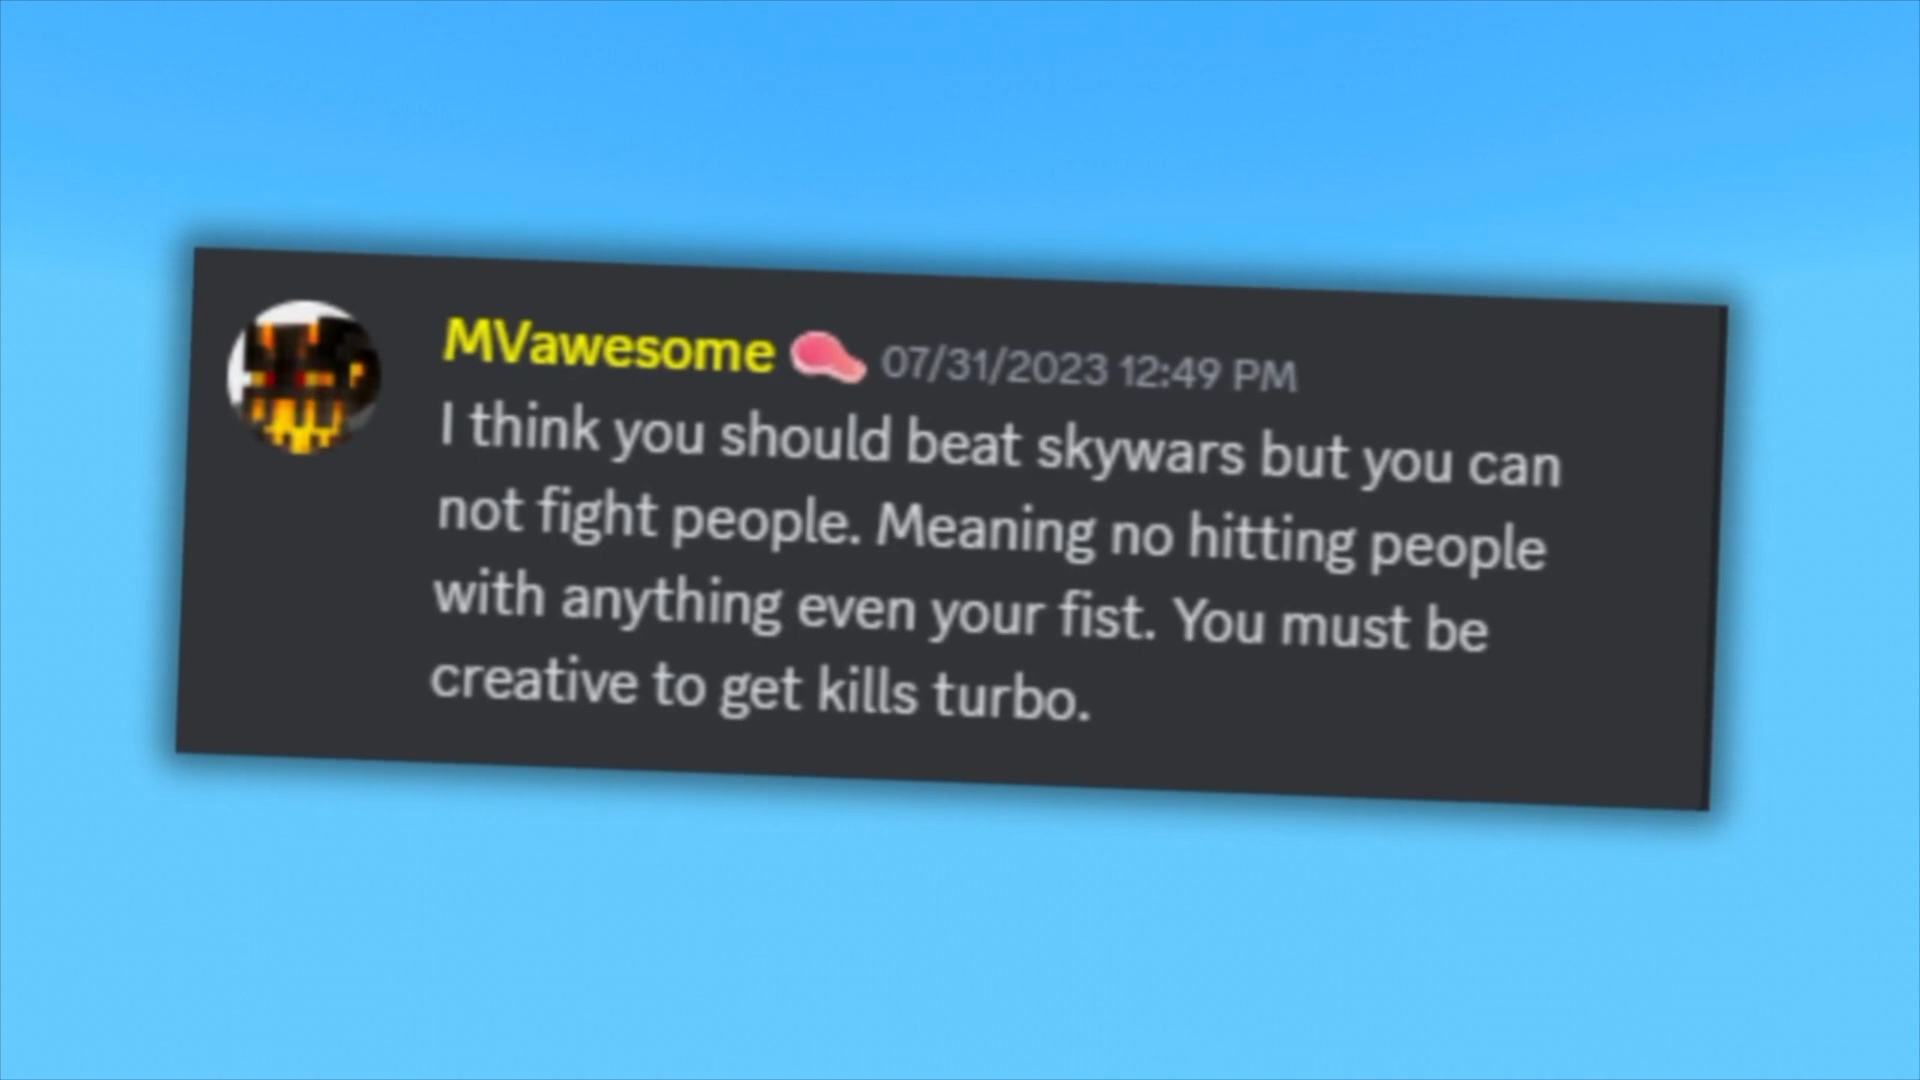 MVawesome 07/31/2023 12:49 PM
I think you should beat skywars but you can
not fight people. Meaning no hitting people
with anything even your fist. You must be
creative to get kills turbo.